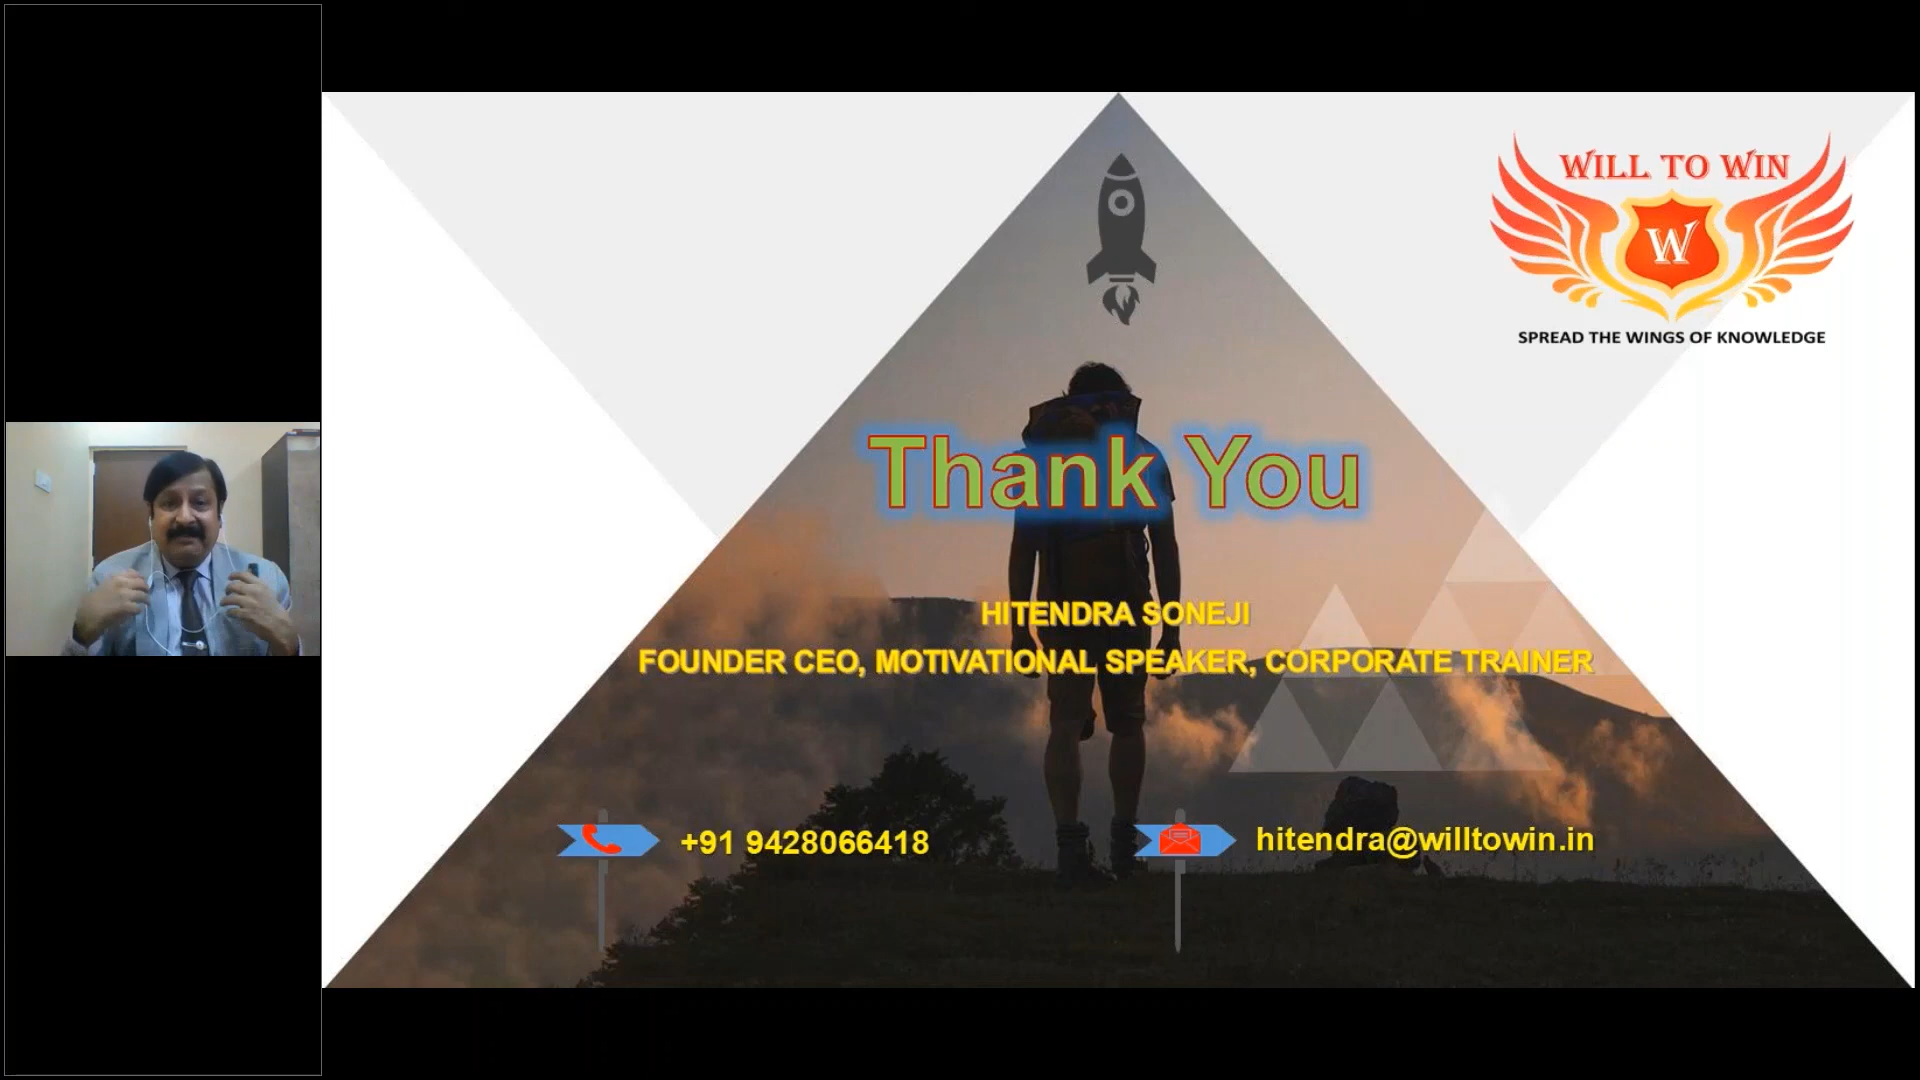 WILL TO WIN
W
SPREAD THE WINGS OF KNOWLEDGE
Thank You
HITENDRA SONEJI
FOUNDER CEO, MOTIVATIONAL SPEAKER, CORPORATE TRAINER
+91 9428066418
hitendra@willtowin.in